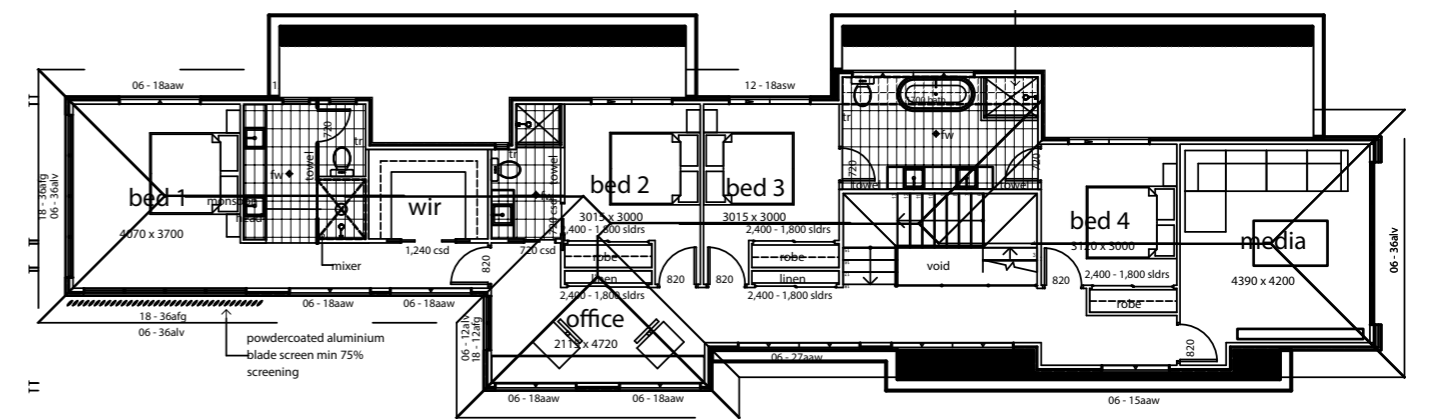 06 - 18aaw
12 - 18asw
1
18 - 36afg
06 - 36alv
bed 1
4070 x 3700
fw
720
tr
towel
mixer
wir
1,240 csd
820
tr
towel
720 csd
720 csd
bed 2
3015 x 3000
2,400 - 1,800 sldrs
robe
linen
2,400 - 1,800 sldrs
820
bed 3
3015 x 3000
2,400 - 1,800 sldrs
robe
linen
2,400 - 1,800 sldrs
820
tr
fw
720
720
towel
towel
void
bed 4
3120 x 3000
820
2,400 - 1,800 sldrs
robe
media
4390 x 4200
820
06 - 36alv
06 - 18aaw
06 - 18aaw
18 - 36afg
06 - 36alv
powdercoated aluminium
blade screen min 75%
screening
06 - 12alv
18 - 12afg
office
06 - 27aaw
06 - 18aaw
06 - 18aaw
06 - 15aaw